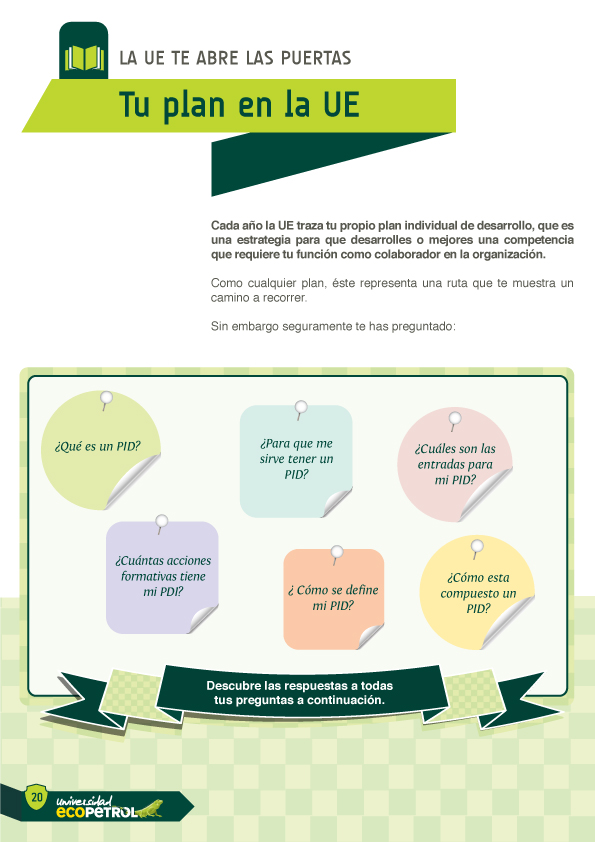 LA UE TE ABRE LAS PUERTAS
Tu plan en la UE
Cada año la UE traza tu propio plan individual de desarrollo, que es
una estrategia para que desarrolles o mejores una competencia
que requiere tu función como colaborador en la organización.
Como cualquier plan, éste representa una ruta que te muestra un
camino a recorrer.
Sin embargo seguramente te has preguntado:
¿Qué es un PID?
¿Para que me
sirve tener un
PID?
¿Cuáles son las
entradas para
mi PID?
¿Cuántas acciones
formativas tiene
mi PDI?
¿ Cómo se define
mi PID?
¿Cómo esta
compuesto un
PID?
Descubre las respuestas a todas
tus preguntas a continuación.
20
universidad
ECOPETROL